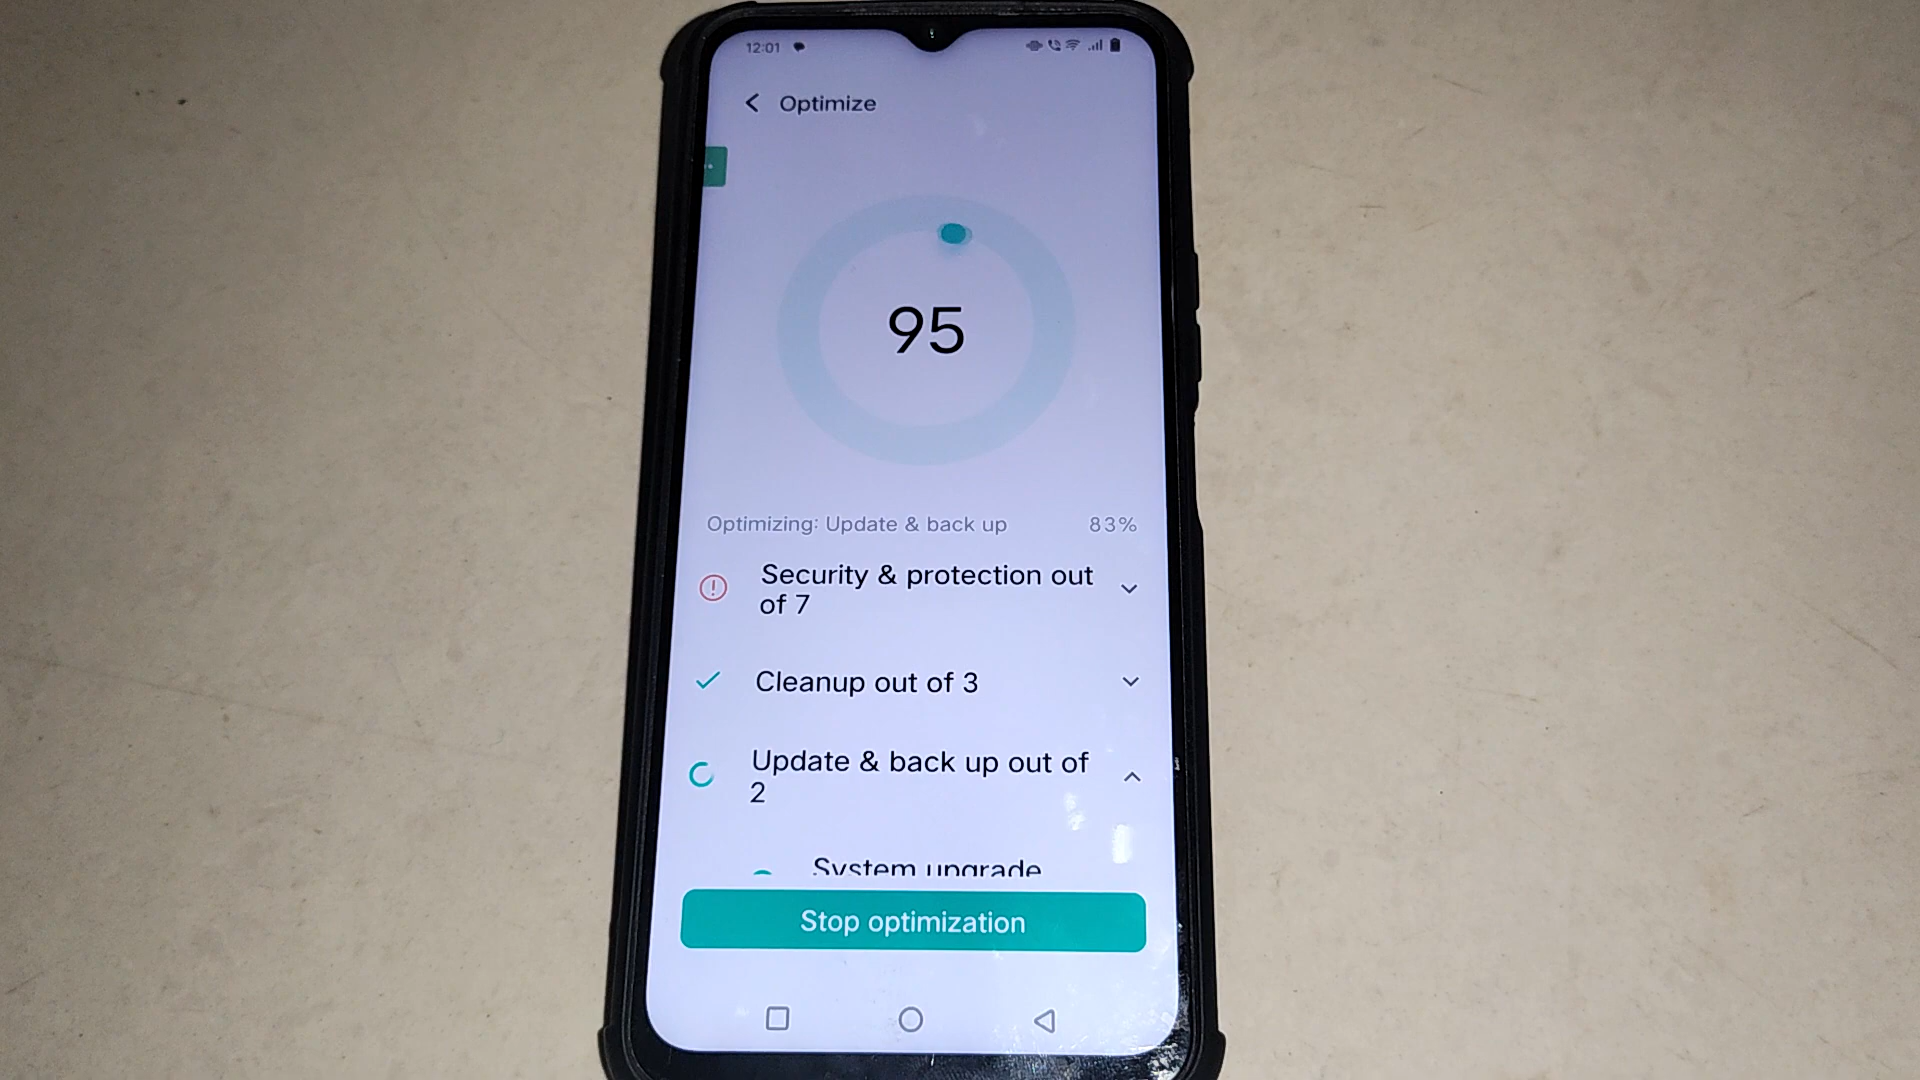 12:01
Optimize
95
Optimizing: Update & back up 83%
Security & protection out
of 7
Cleanup out of 3
Update & back up out of
2
System upgrade
Stop optimization